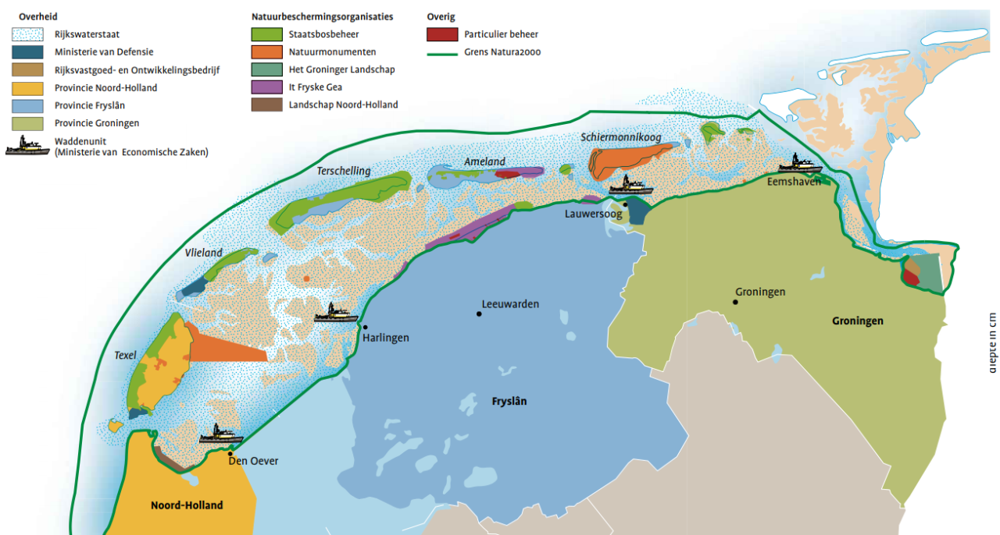 Overheid
Rijkswaterstaat
Ministerie van Defensie
Rijksvastgoed- en Ontwikkelingsbedrijf
Provincie Noord-Holland
Provincie Fryslân
Provincie Groningen
Waddenunit
(Ministerie van Economische Zaken)
Natuurbeschermingsorganisaties
Staatsbosbeheer
Natuurmonumenten
Het Groninger Landschap
It Fryske Gea
Landschap Noord-Holland
Overig
Particulier beheer
Grens Natura2000
Schiermonnikoog
Ameland
Terschelling
Eemshaven
Lauwersoog
Vlieland
Groningen
Leeuwarden
Groningen
Harlingen
Texel
Fryslân
Den Oever
Noord-Holland
diepte in cm